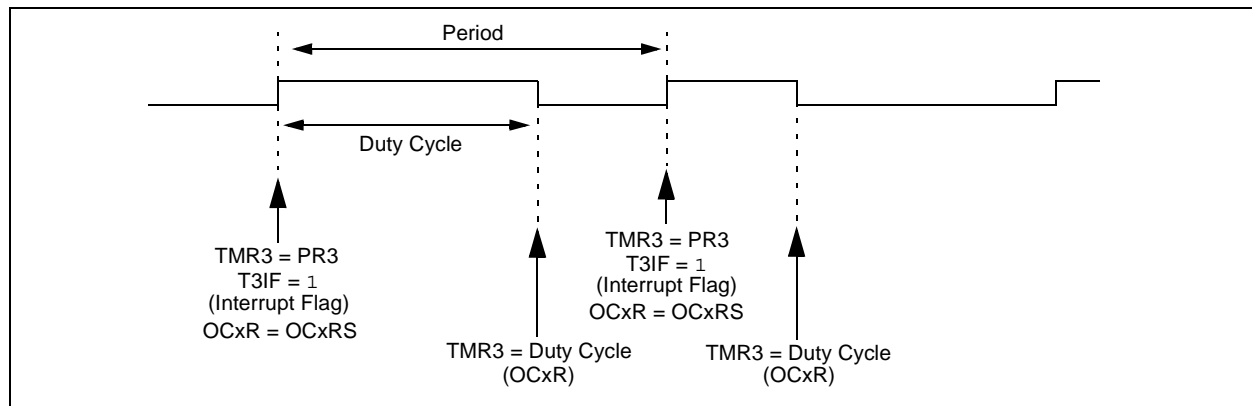 Period
Duty Cycle
TMR3 = PR3
T3IF = 1
(Interrupt Flag)
OCxR = OCxRS
TMR3 = Duty Cycle
(OCxR)
TMR3 = PR3
T3IF = 1
(Interrupt Flag)
OCxR = OCxRS
TMR3 = Duty Cycle
(OCxR)